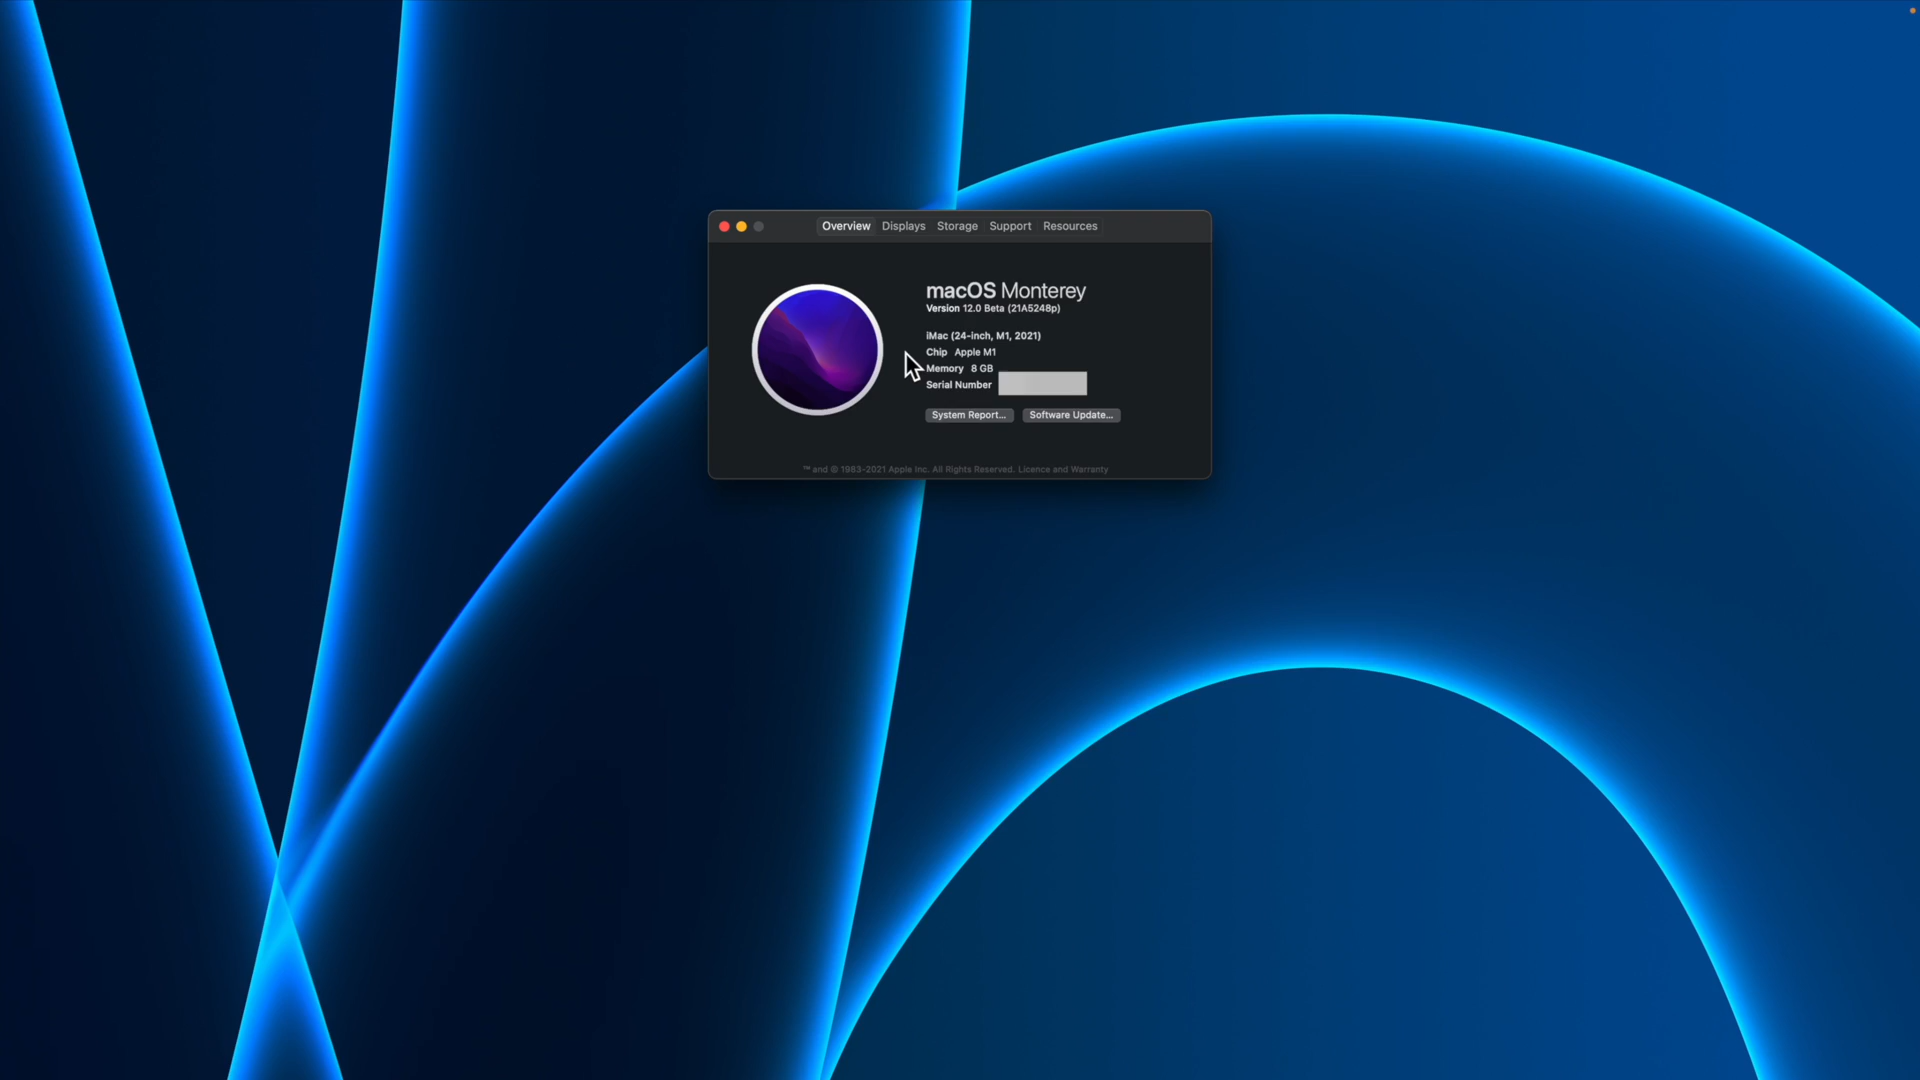 Overview Displays Storage Support Resources
macOS Monterey
Version 12.0 Beta (21A5248p)
iMac (24-inch, M1, 2021)
Chip Apple M1
Memory 8 GB
Serial Number
System Report... Software Update...
™ and © 1983-2021 Apple Inc. All Rights Reserved. Licence and Warranty